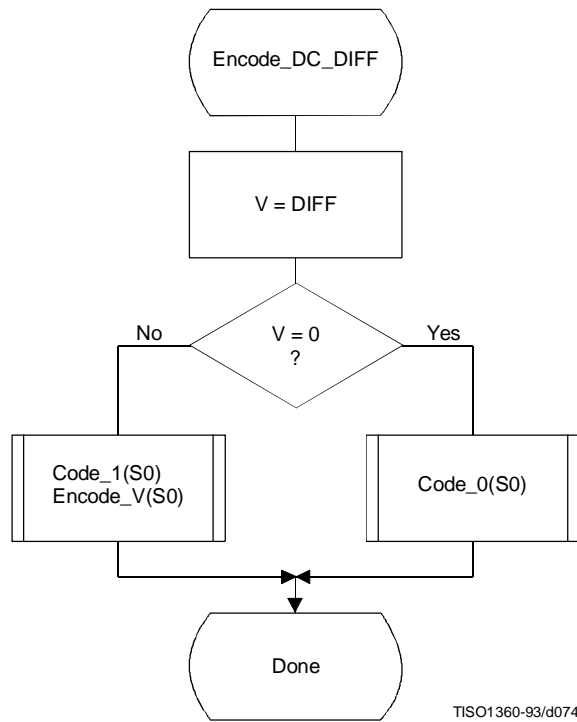 Encode_DC_DIFF
V = DIFF
No
V = 0
?
Yes
Code_1(S0)
Encode_V(S0)
Code_0(S0)
Done
TISO1360-93/d074